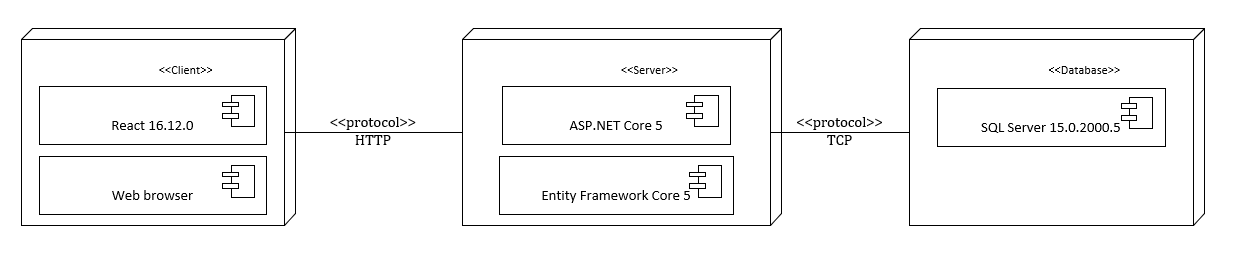 <<Client>>
React 16.12.0
Web browser
<<protocol>>
HTTP
<<Server>>
ASP.NET Core 5
Entity Framework Core 5
<<protocol>>
TCP
<<Database>>
SQL Server 15.0.2000.5